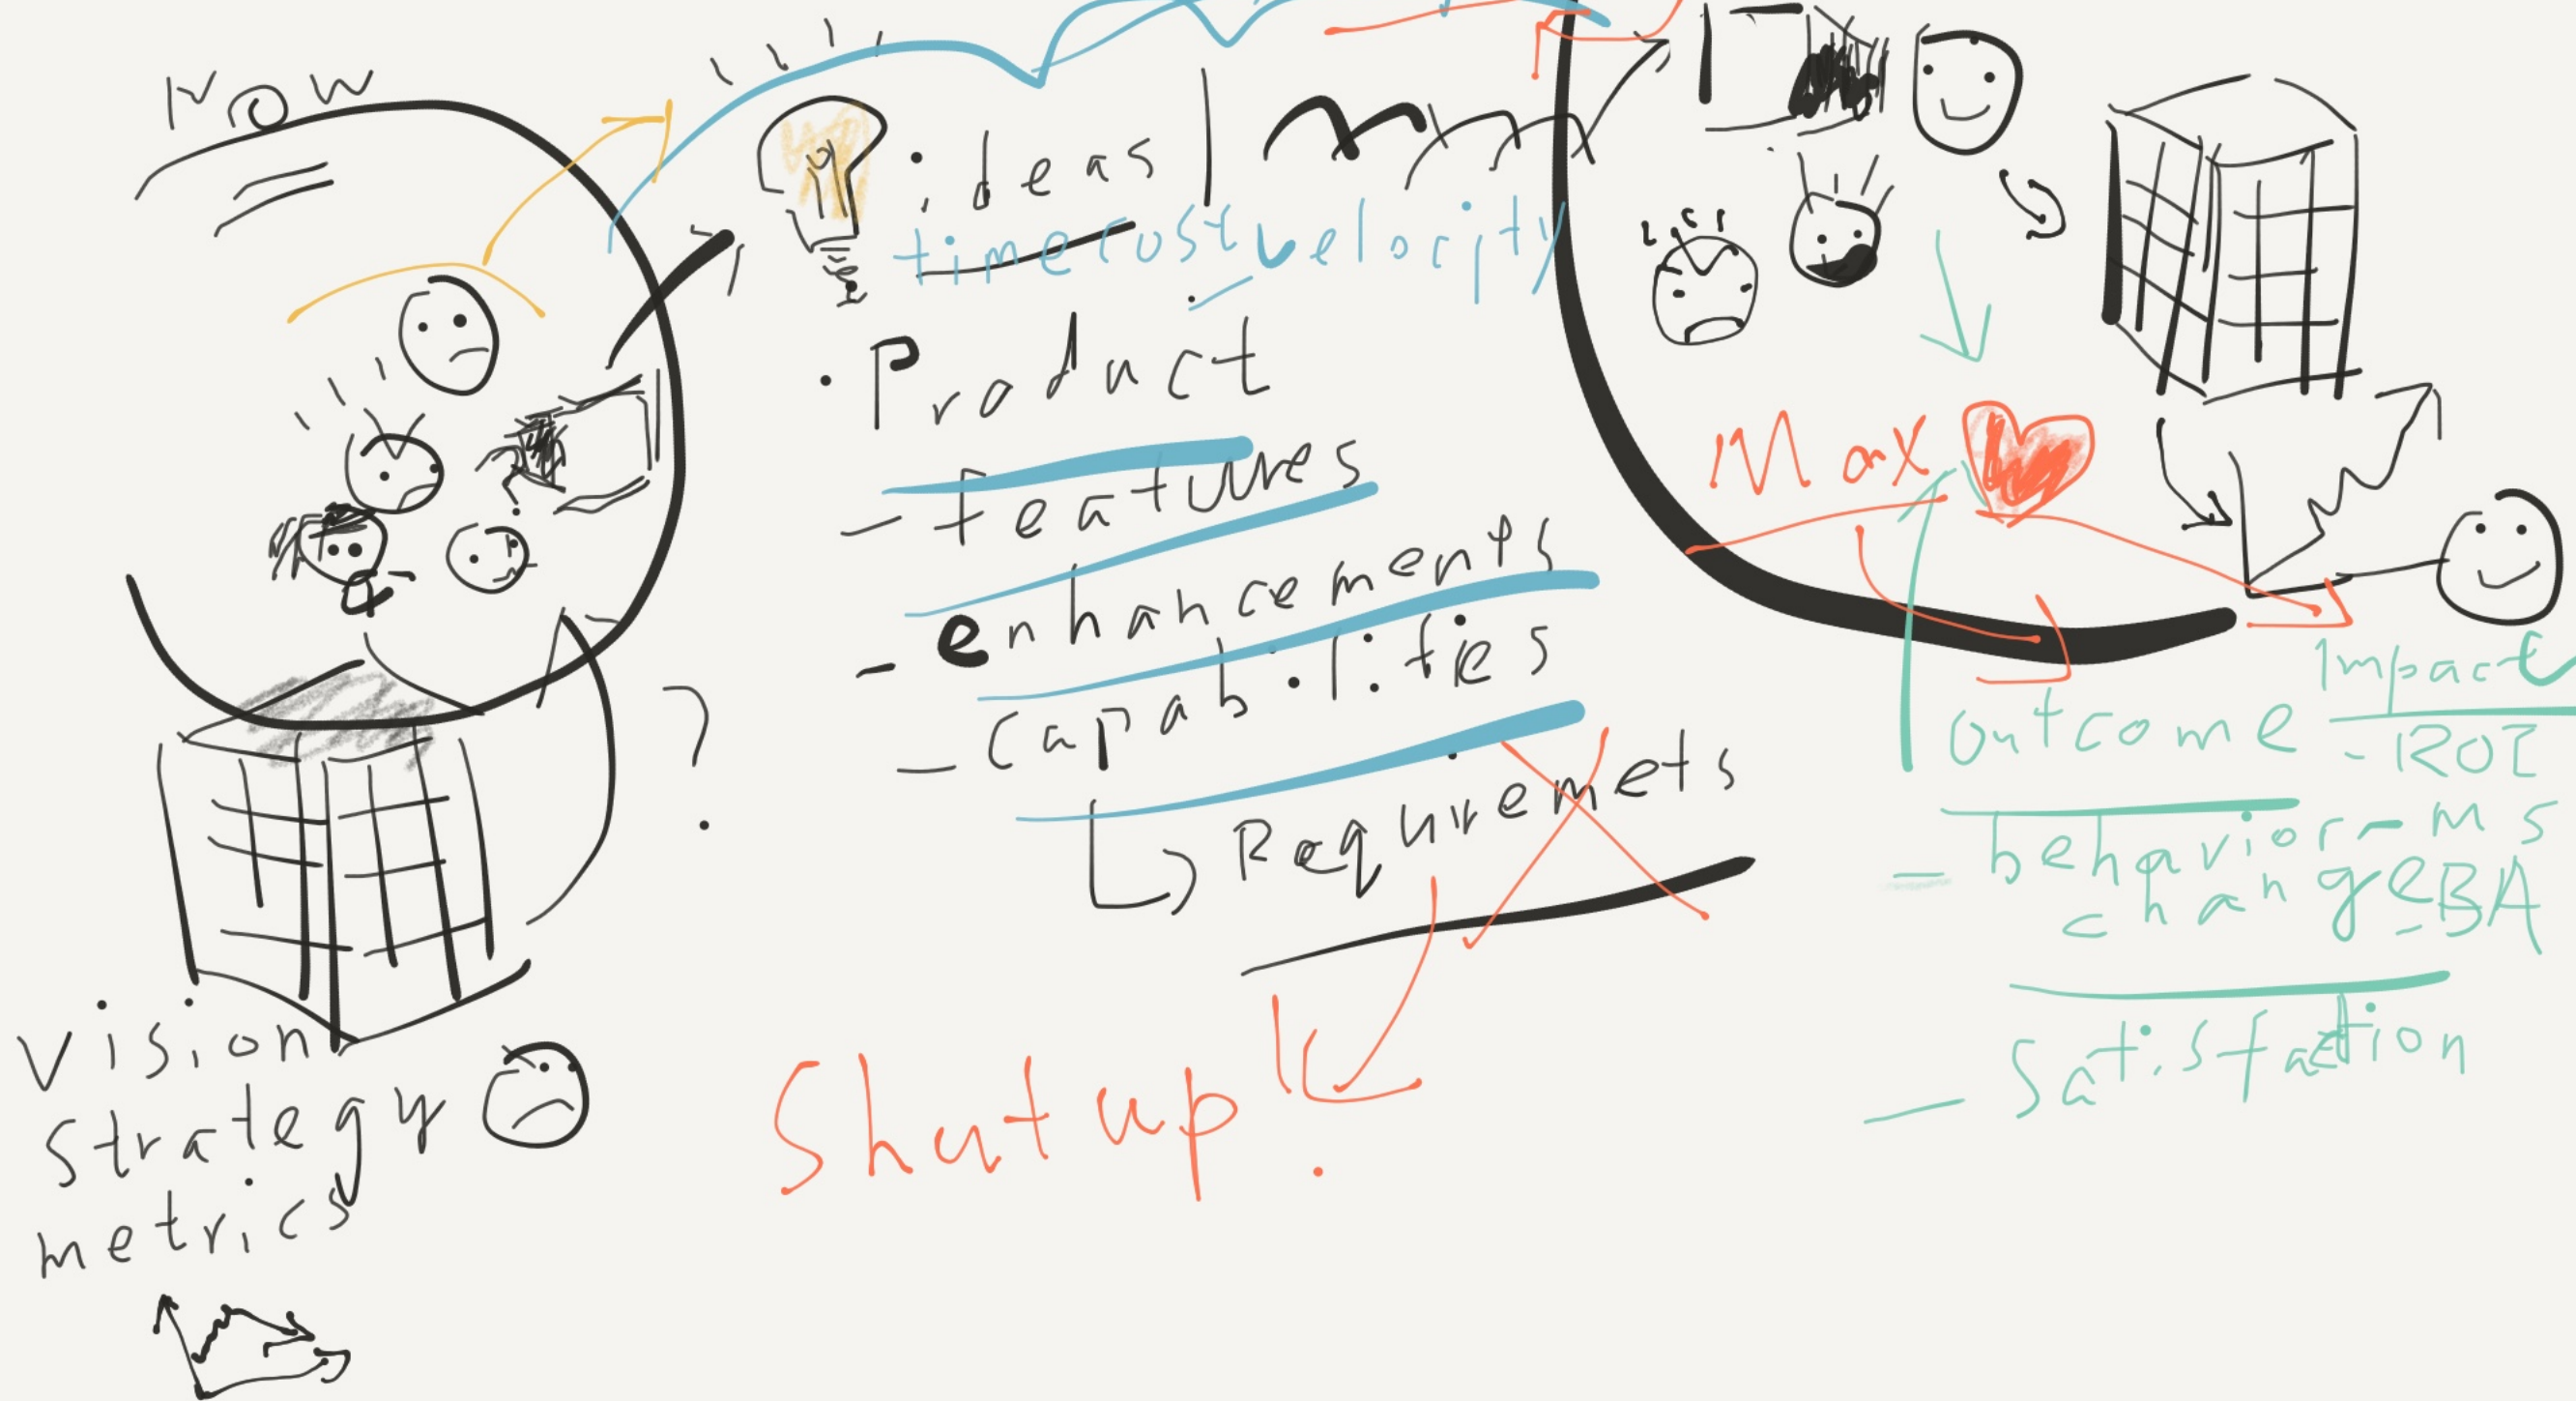 Now
ideas
time cost velocity
• Product
- Features
- enhancements
- capabilities
Requiremets
?
Shut up!
vision
strategy
metrics
Max
Impact
- ROI
outcome
- behavior - MS
change - BA
- Satisfaction